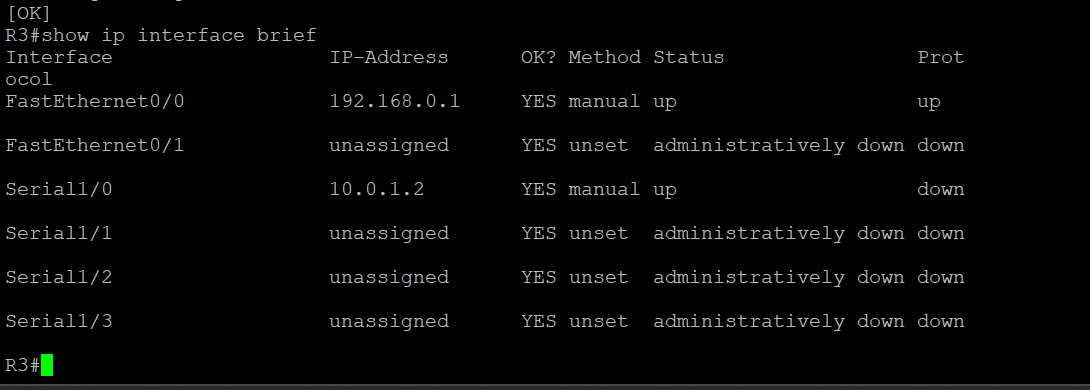 [OK]
R3#show ip interface brief
Interface                  IP-Address      OK? Method Status                Prot
ocol
FastEthernet0/0            192.168.0.1     YES manual up                    up
FastEthernet0/1            unassigned      YES unset  administratively down down
Serial1/0                  10.0.1.2        YES manual up                    down
Serial1/1                  unassigned      YES unset  administratively down down
Serial1/2                  unassigned      YES unset  administratively down down
Serial1/3                  unassigned      YES unset  administratively down down
R3#